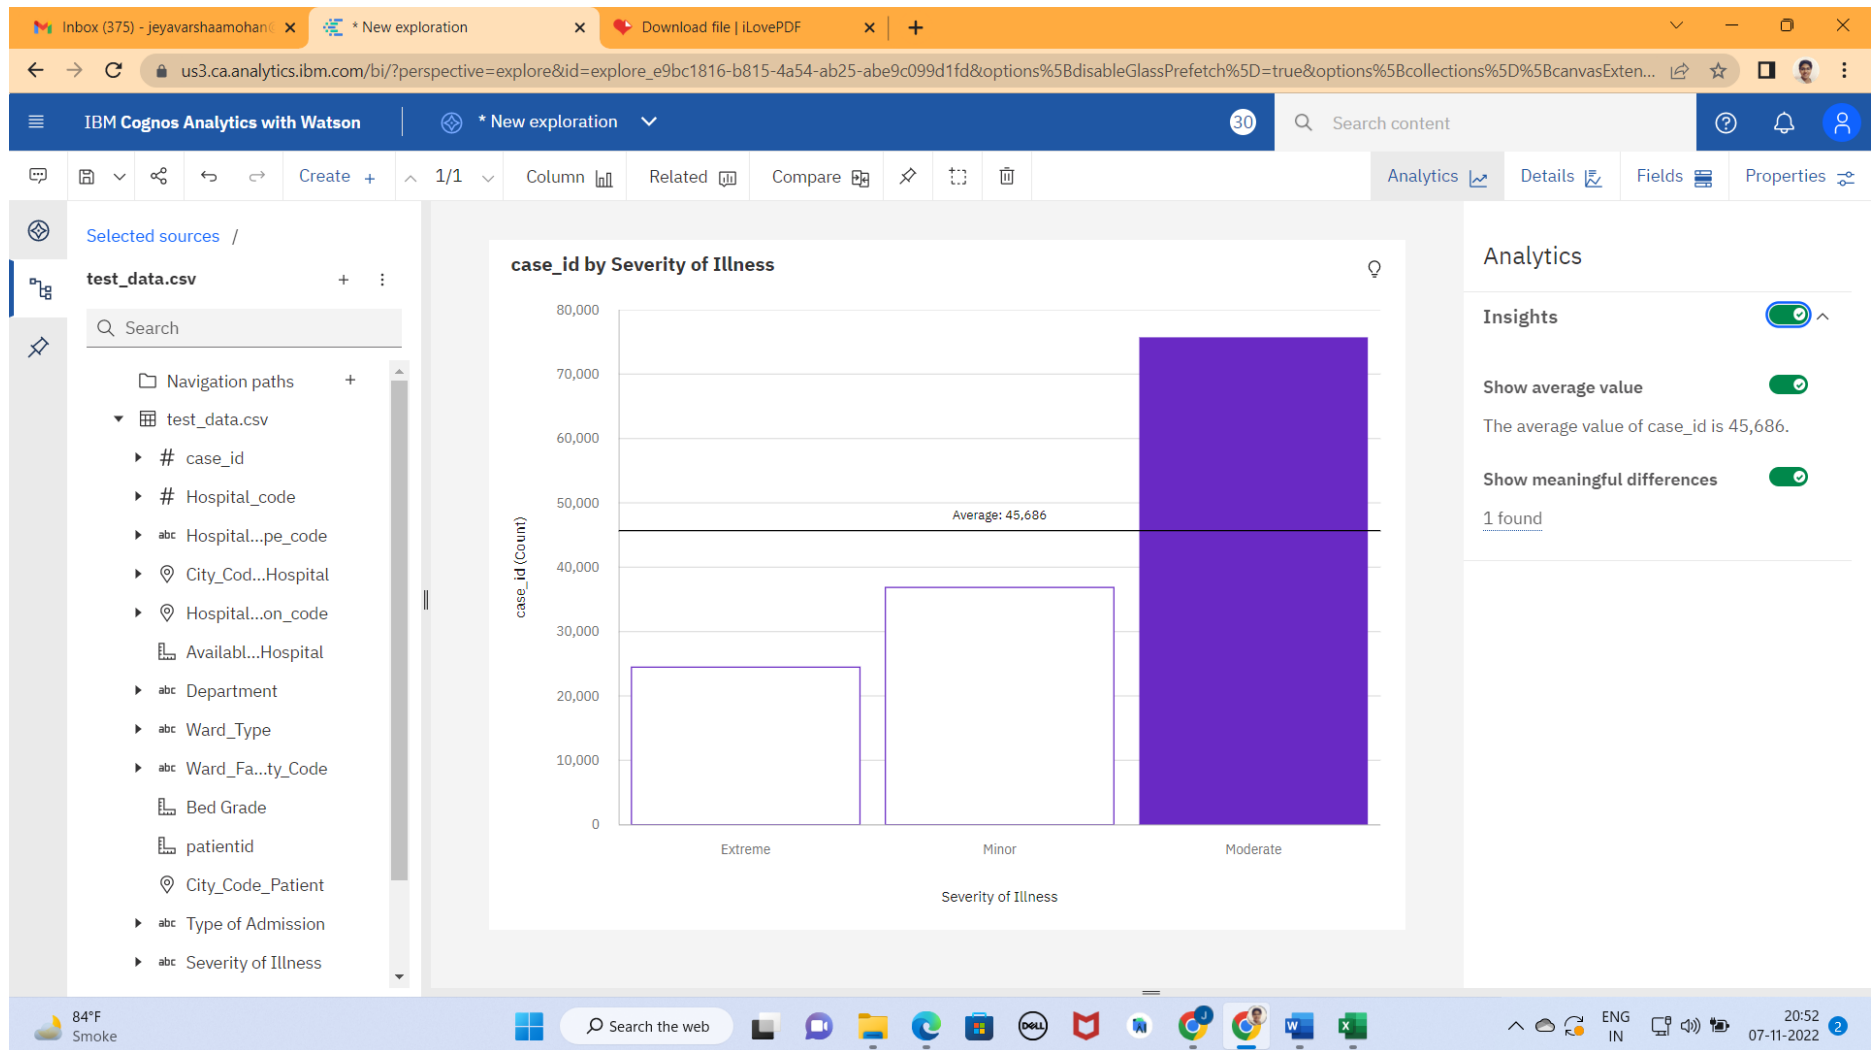 Inbox (375) - jeyavarshaamohan@
* New exploration
Download file | iLovePDF
us3.ca.analytics.ibm.com/bi/?perspective=explore&id=explore_e9bc1816-b815-4a54-ab25-abe9c099d1fd&options%5BdisableGlassPrefetch%5D=true&options%5Bcollections%5D%5BcanvasExten...
IBM Cognos Analytics with Watson
* New exploration
30
Search content
Create +
1/1
Column
Related
Compare
Analytics
Details
Fields
Properties
Selected sources /
test_data.csv
Search
Navigation paths
test_data.csv
# case_id
# Hospital_code
abc Hospital...pe_code
City_Cod...Hospital
Hospital...on_code
Availabl...Hospital
abc Department
abc Ward_Type
abc Ward_Fa...ty_Code
Bed Grade
patientid
City_Code_Patient
abc Type of Admission
abc Severity of Illness
case_id by Severity of Illness
80,000
70,000
60,000
50,000
40,000
30,000
20,000
10,000
0
case_id (Count)
Average: 45,686
Extreme
Minor
Moderate
Severity of Illness
Analytics
Insights
Show average value
The average value of case_id is 45,686.
Show meaningful differences
1 found
84°F
Smoke
Search the web
DELL
J
W
X
ENG
IN
20:52
07-11-2022
2